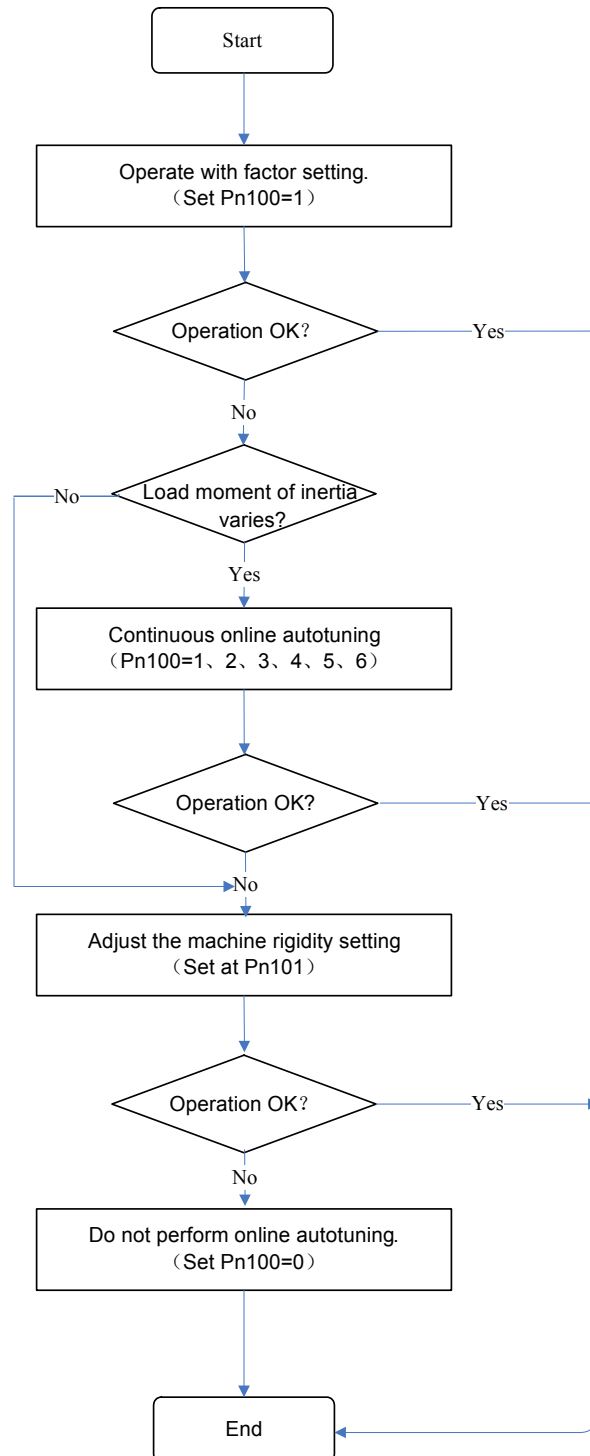 Start
Operate with factor setting.
（Set Pn100=1）
Operation OK？
Yes
No
Load moment of inertia
varies?
No
Yes
Continuous online autotuning
（Pn100=1、2、3、4、5、6）
Operation OK?
Yes
No
Adjust the machine rigidity setting
（Set at Pn101）
Operation OK？
Yes
No
Do not perform online autotuning.
（Set Pn100=0）
End